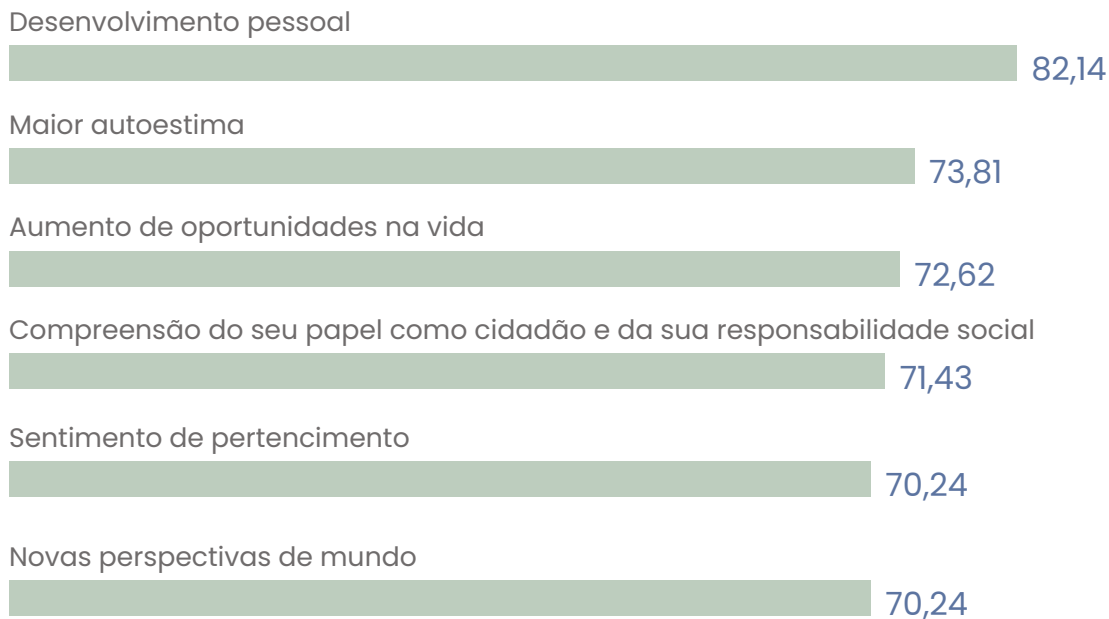 Desenvolvimento pessoal
82,14
Maior autoestima
73,81
Aumento de oportunidades na vida
72,62
Compreensão do seu papel como cidadão e da sua responsabilidade social
71,43
Sentimento de pertencimento
70,24
Novas perspectivas de mundo
70,24